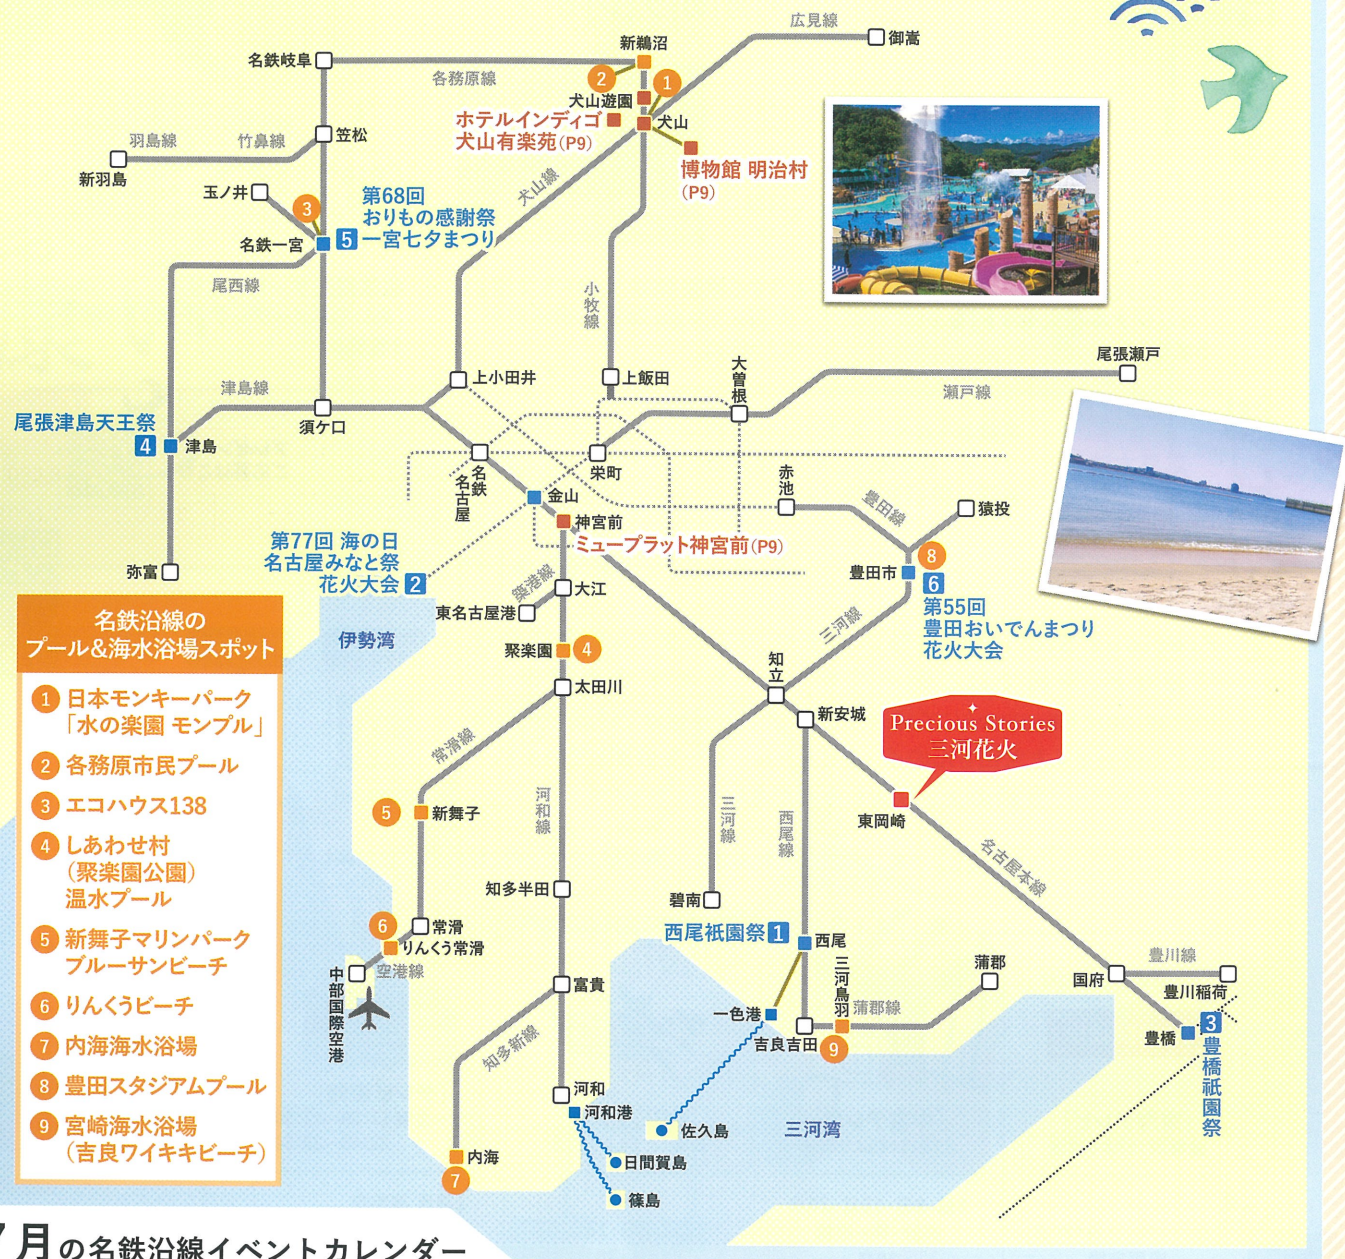 広見線
御嵩
新鵜沼
名鉄岐阜
各務原線
2
1
犬山遊園
ホテルインディゴ
犬山有楽苑(P9)
犬山
博物館 明治村
(P9)
羽島線
竹鼻線
笠松
新羽島
玉ノ井
犬山線
3
第68回
おりもの感謝祭
一宮七夕まつり
名鉄一宮
5
尾西線
小牧線
津島線
上小田井
上飯田
大曽根
尾張瀬戸
瀬戸線
尾張津島天王祭
4
津島
須ケ口
名鉄名古屋
栄町
赤池
豊田線
猿投
金山
神宮前
ミュープラット神宮前(P9)
第77回 海の日
名古屋みなと祭
花火大会
2
弥富
築港線
大江
東名古屋港
8
豊田市
6
第55回
豊田おいでんまつり
花火大会
三河線
伊勢湾
聚楽園
4
太田川
知立
新安城
Precious Stories
三河花火
常滑線
河和線
三河線
西尾線
東岡崎
名古屋本線
5
新舞子
知多半田
碧南
6
常滑
りんくう常滑
空港線
中部国際空港
西尾祇園祭
1
西尾
三河鳥羽
蒲郡
蒲郡線
国府
豊川線
豊川稲荷
富貴
一色港
吉良吉田
9
豊橋
3
豊橋祇園祭
知多新線
河和
河和港
佐久島
三河湾
日間賀島
篠島
内海
7
名鉄沿線の
プール&海水浴場スポット
1 日本モンキーパーク
「水の楽園 モンプル」
2 各務原市民プール
3 エコハウス138
4 しあわせ村
(聚楽園公園)
温水プール
5 新舞子マリンパーク
ブルーサンビーチ
6 りんくうビーチ
7 内海海水浴場
8 豊田スタジアムプール
9 宮崎海水浴場
(吉良ワイキキビーチ)
7月の名鉄沿線イベントカレンダー